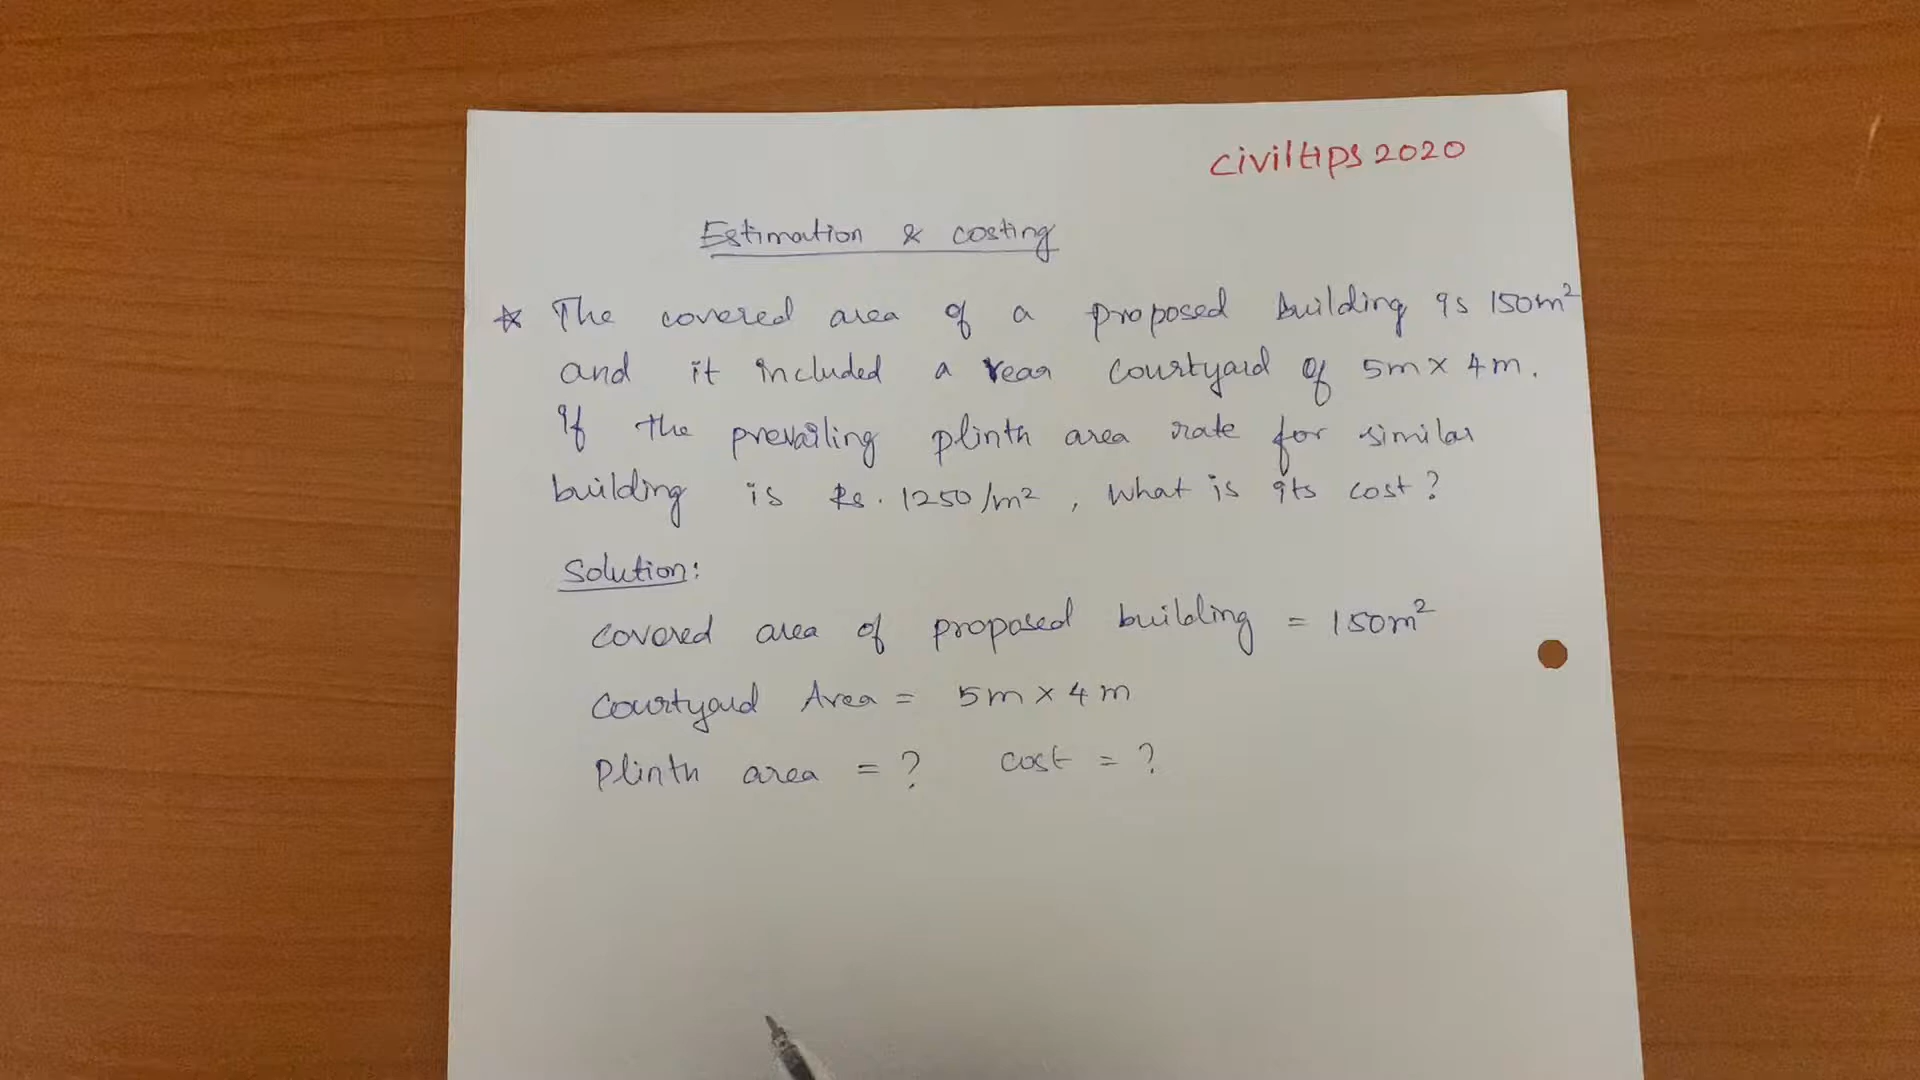 civiltips 2020
Estimation & costing
☆ The covered area of a proposed building is 150m²
and it included a rear courtyard of 5m x 4m.
If the prevailing plinth area rate for similar
building is Rs. 1250/m², What is its cost?
Solution:
covered area of proposed building = 150m²
Courtyard Area = 5m x 4m
Plinth area = ? cost = ?